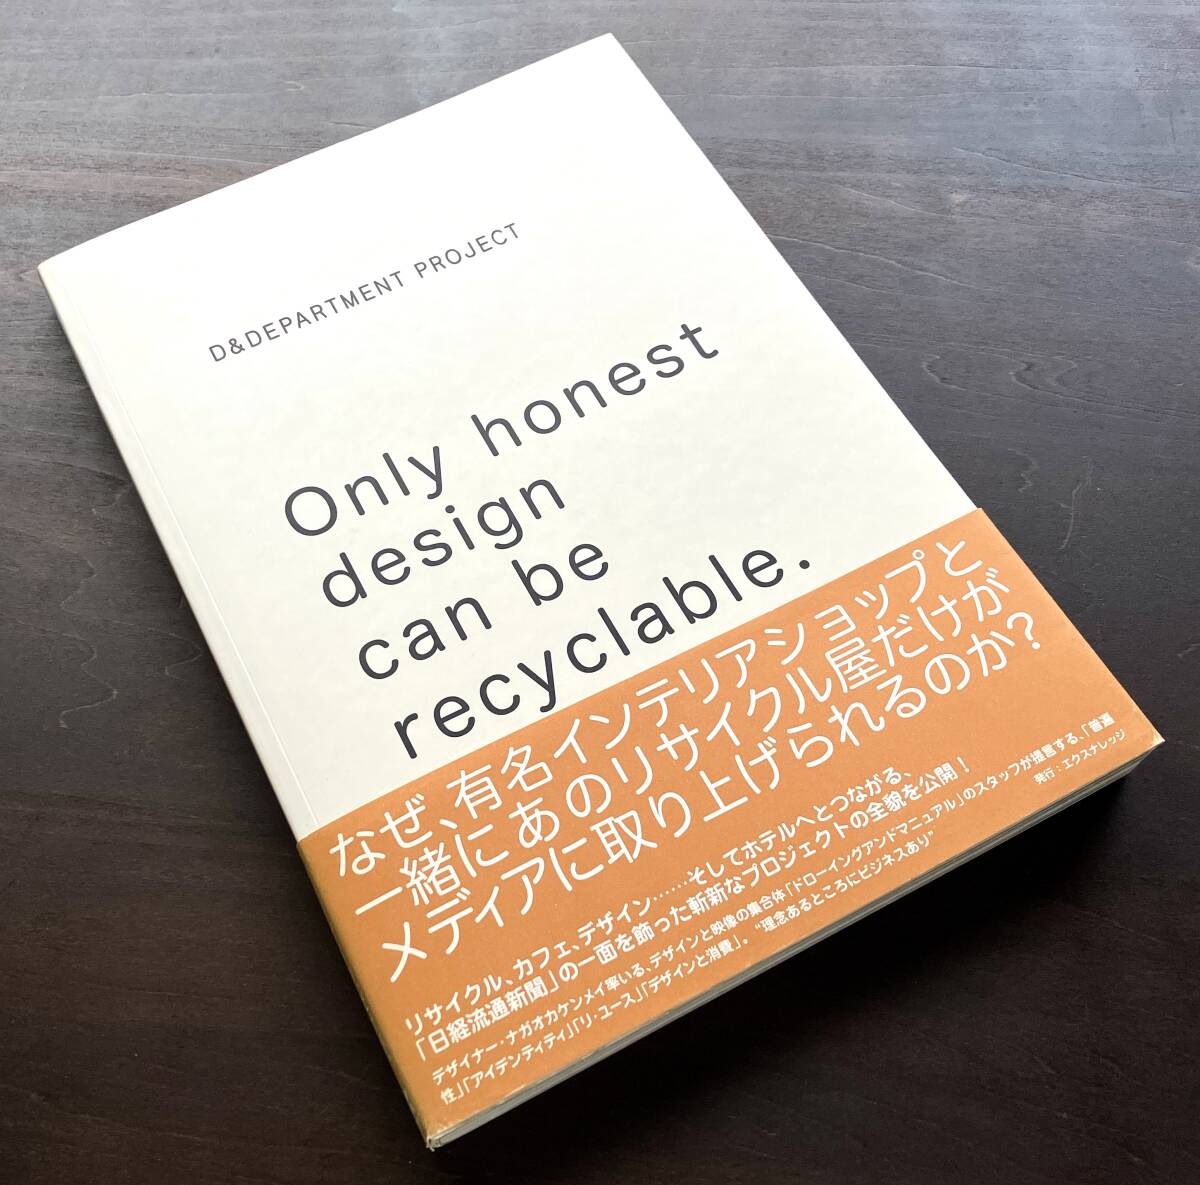 D&DEPARTMENT PROJECT
Only honest
design
can be
recyclable.
なぜ、有名インテリアショップと
一緒にあのリサイクル屋だけが
メディアに取り上げられるのか?
リサイクル、カフェ、デザイン……そしてホテルへとつながる、
「日経流通新聞」の一面を飾った斬新なプロジェクトの全貌を公開!
デザイナー・ナガオカケンメイ率いる、デザインと映像の集合体「ドローイングアンドマニュアル」のスタッフが提言する、「普遍
性」「アイデンティティ」「リ・ユース」「デザインと消費」。“理念あるところにビジネスあり”
発行:エクスナレッジ